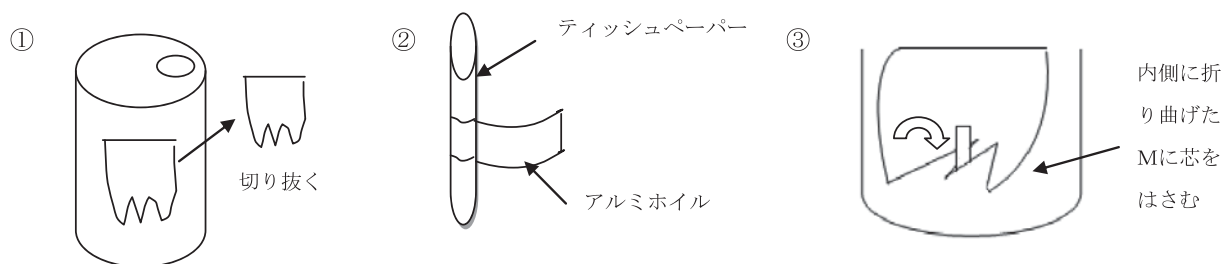 ①
切り抜く
②
ティッシュペーパー
アルミホイル
③
内側に折
り曲げた
Mに芯を
はさむ